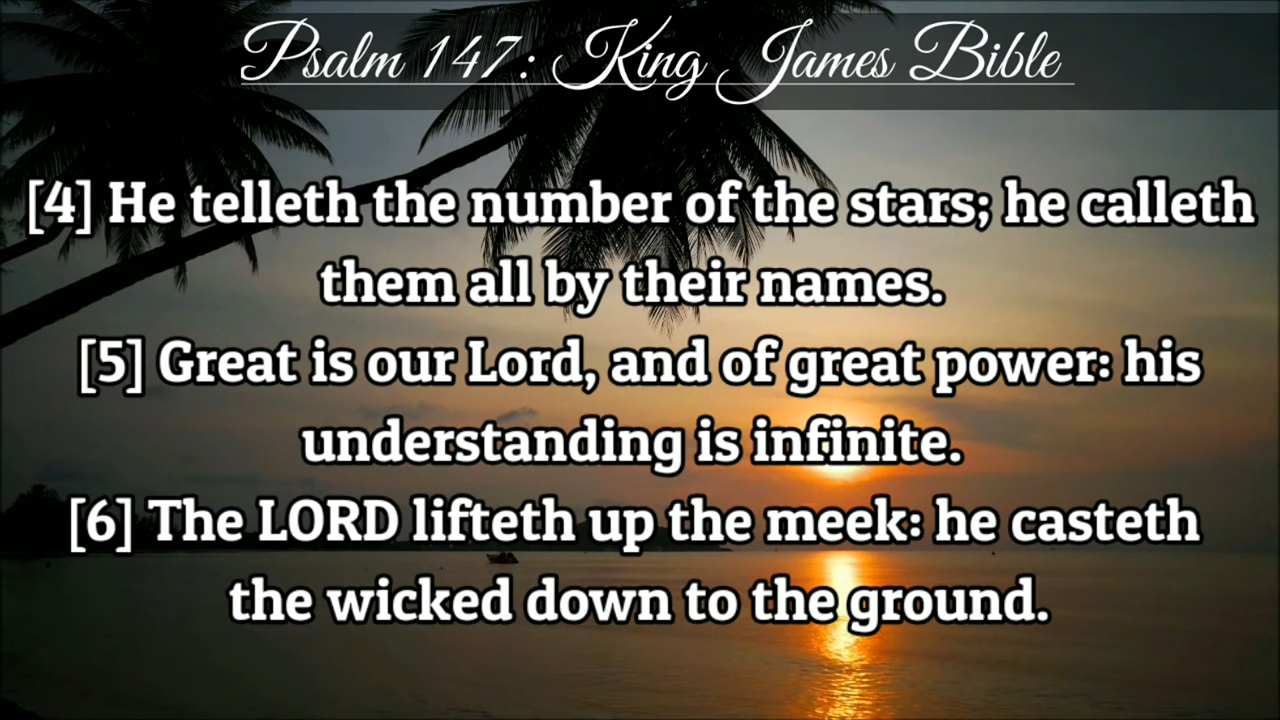 Psalm 147: King James Bible
[4] He telleth the number of the stars; he calleth
them all by their names.
[5] Great is our Lord, and of great power: his
understanding is infinite.
[6] The LORD lifteth up the meek: he casteth
the wicked down to the ground.